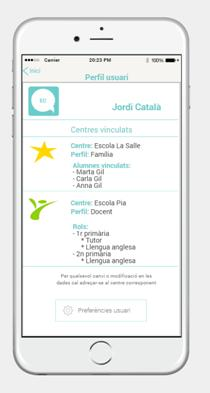 Carrier 20:23 PM 100%
Inici
Perfil usuari
Jordi Català
Centres vinculats
Centre: Escola La Salle
Perfil: Família
Alumnes vinculats:
- Marta Gil
- Carla Gil
- Anna Gil
Centre: Escola Pia
Perfil: Docent
Rols:
- 1r primària
* Tutor
* Llengua anglesa
- 2n primària
* Llengua anglesa
Per qualsevol canvi o modificació en les
dades cal adreçar-se al centre corresponent
Preferències usuari